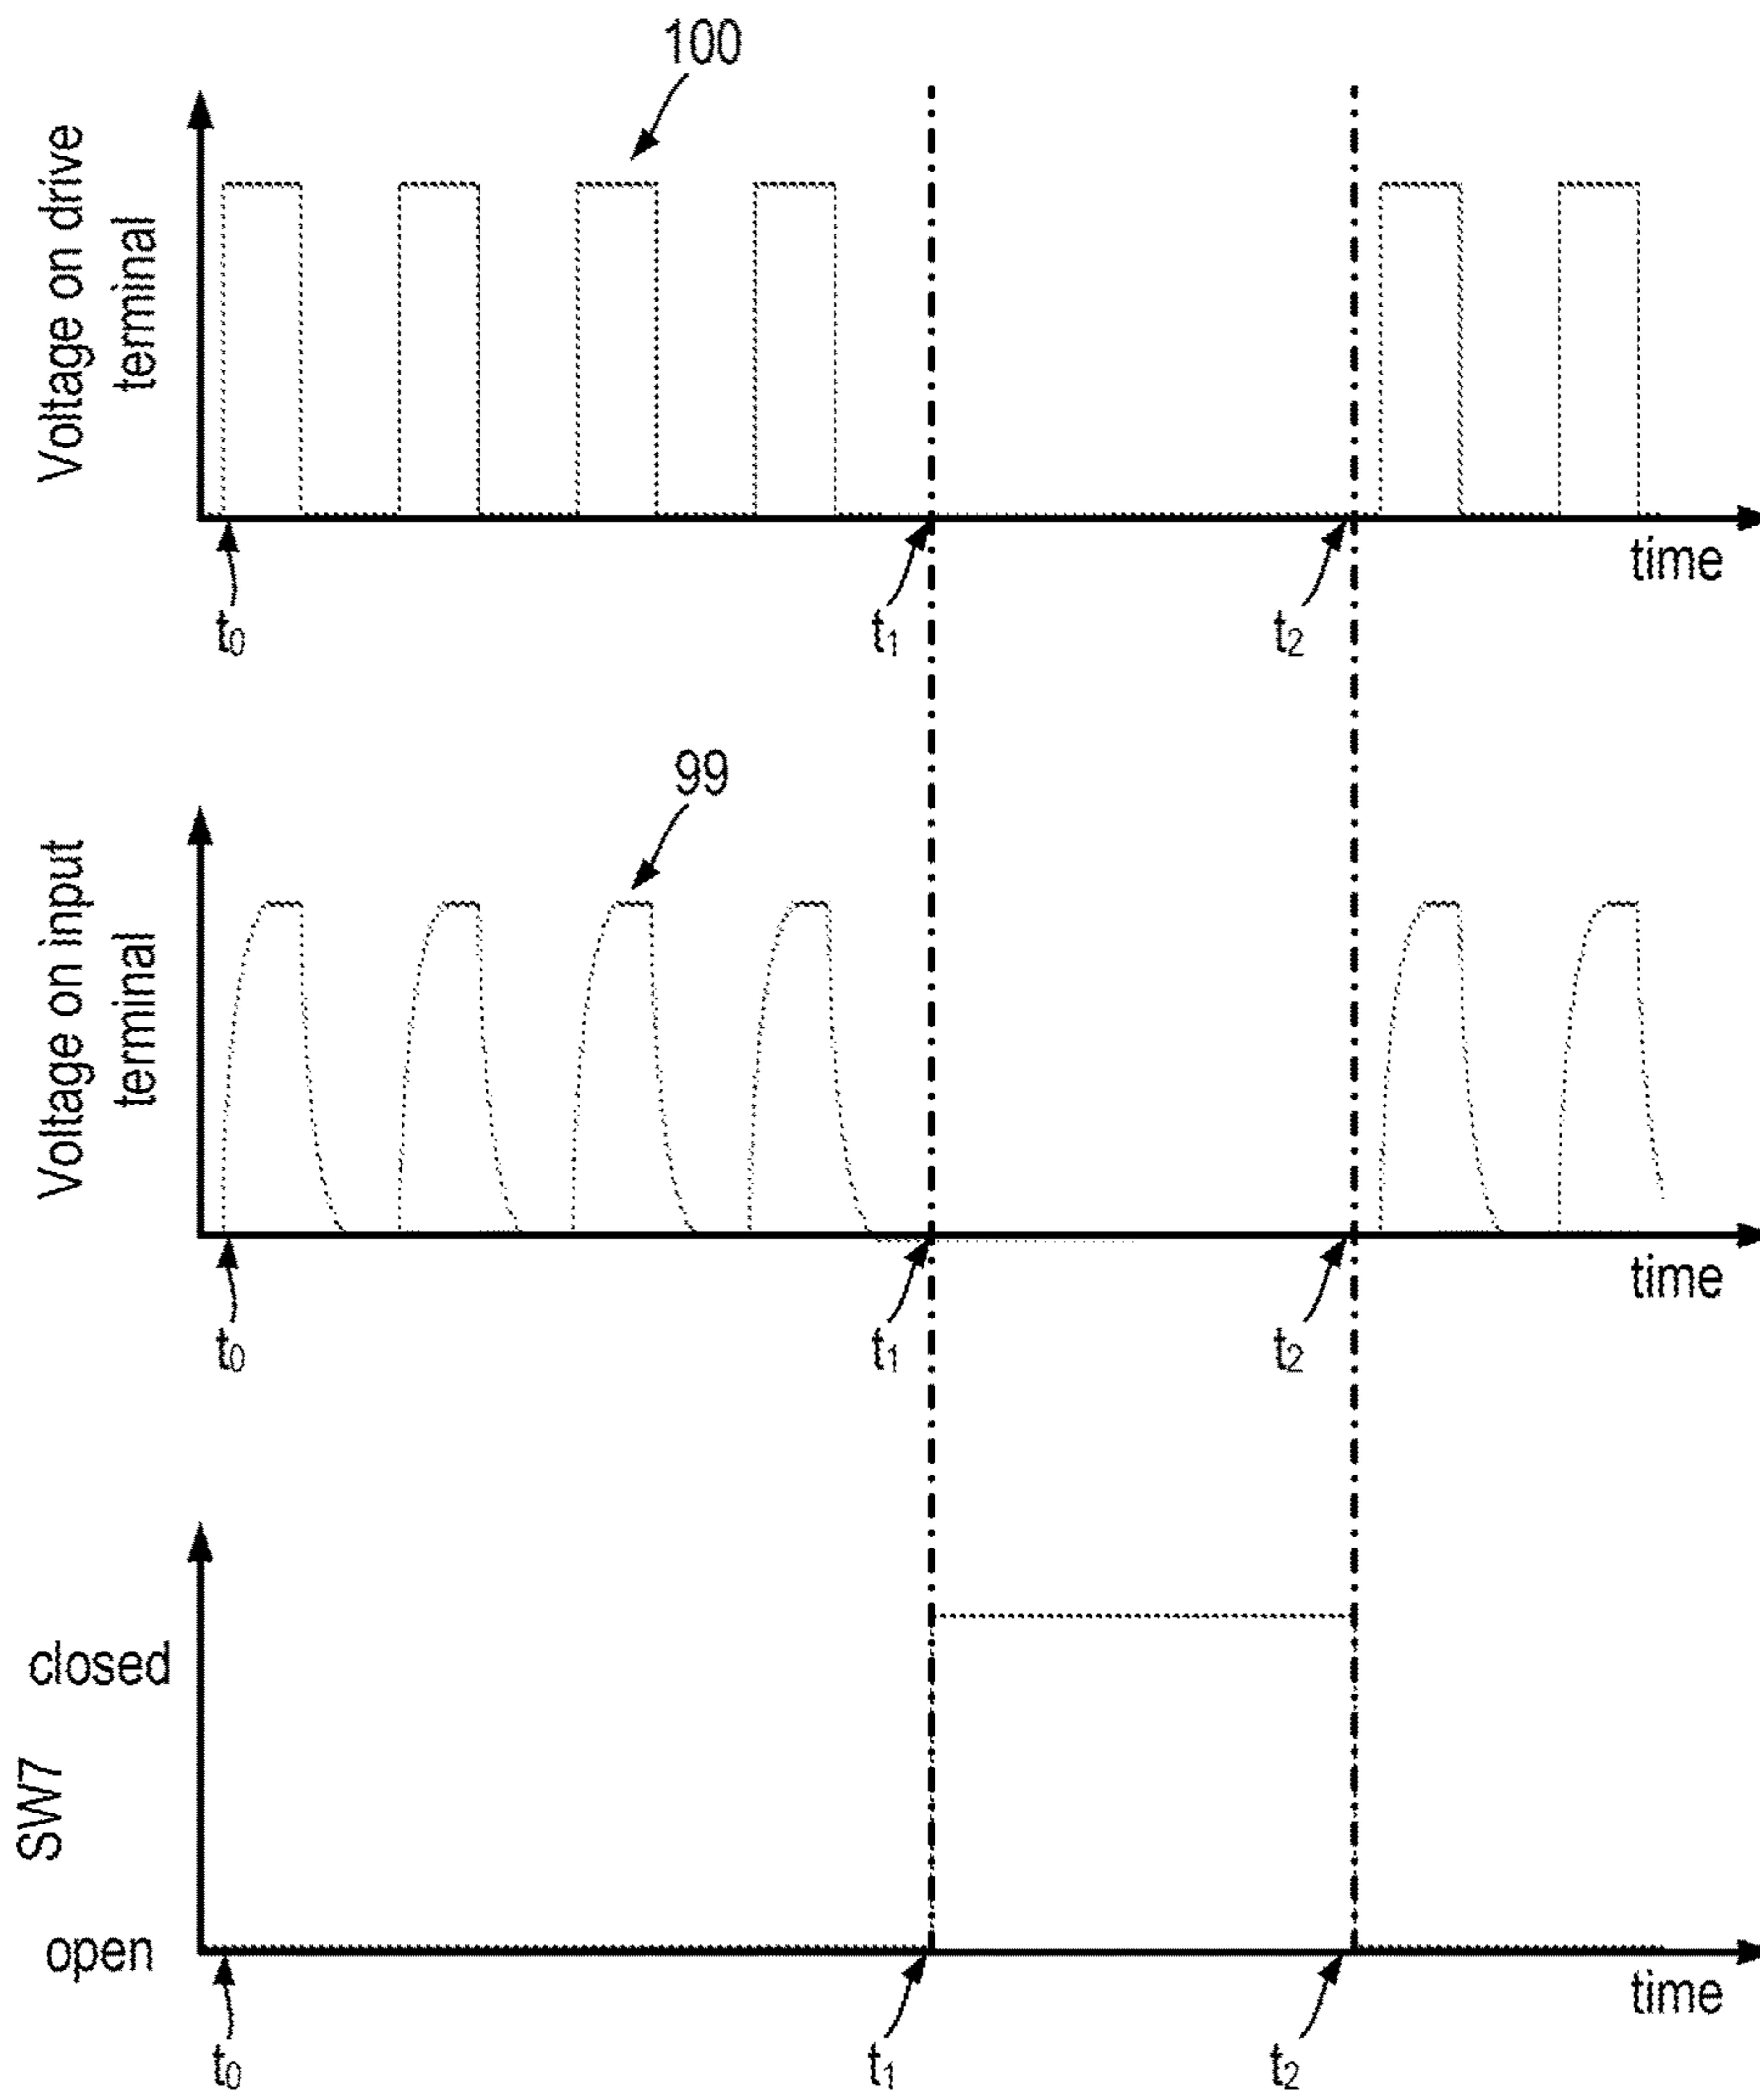 100
Voltage on drive
terminal
time
t0
t1
t2
99
Voltage on input
terminal
time
t0
t1
t2
closed
SW7
open
time
t0
t1
t2